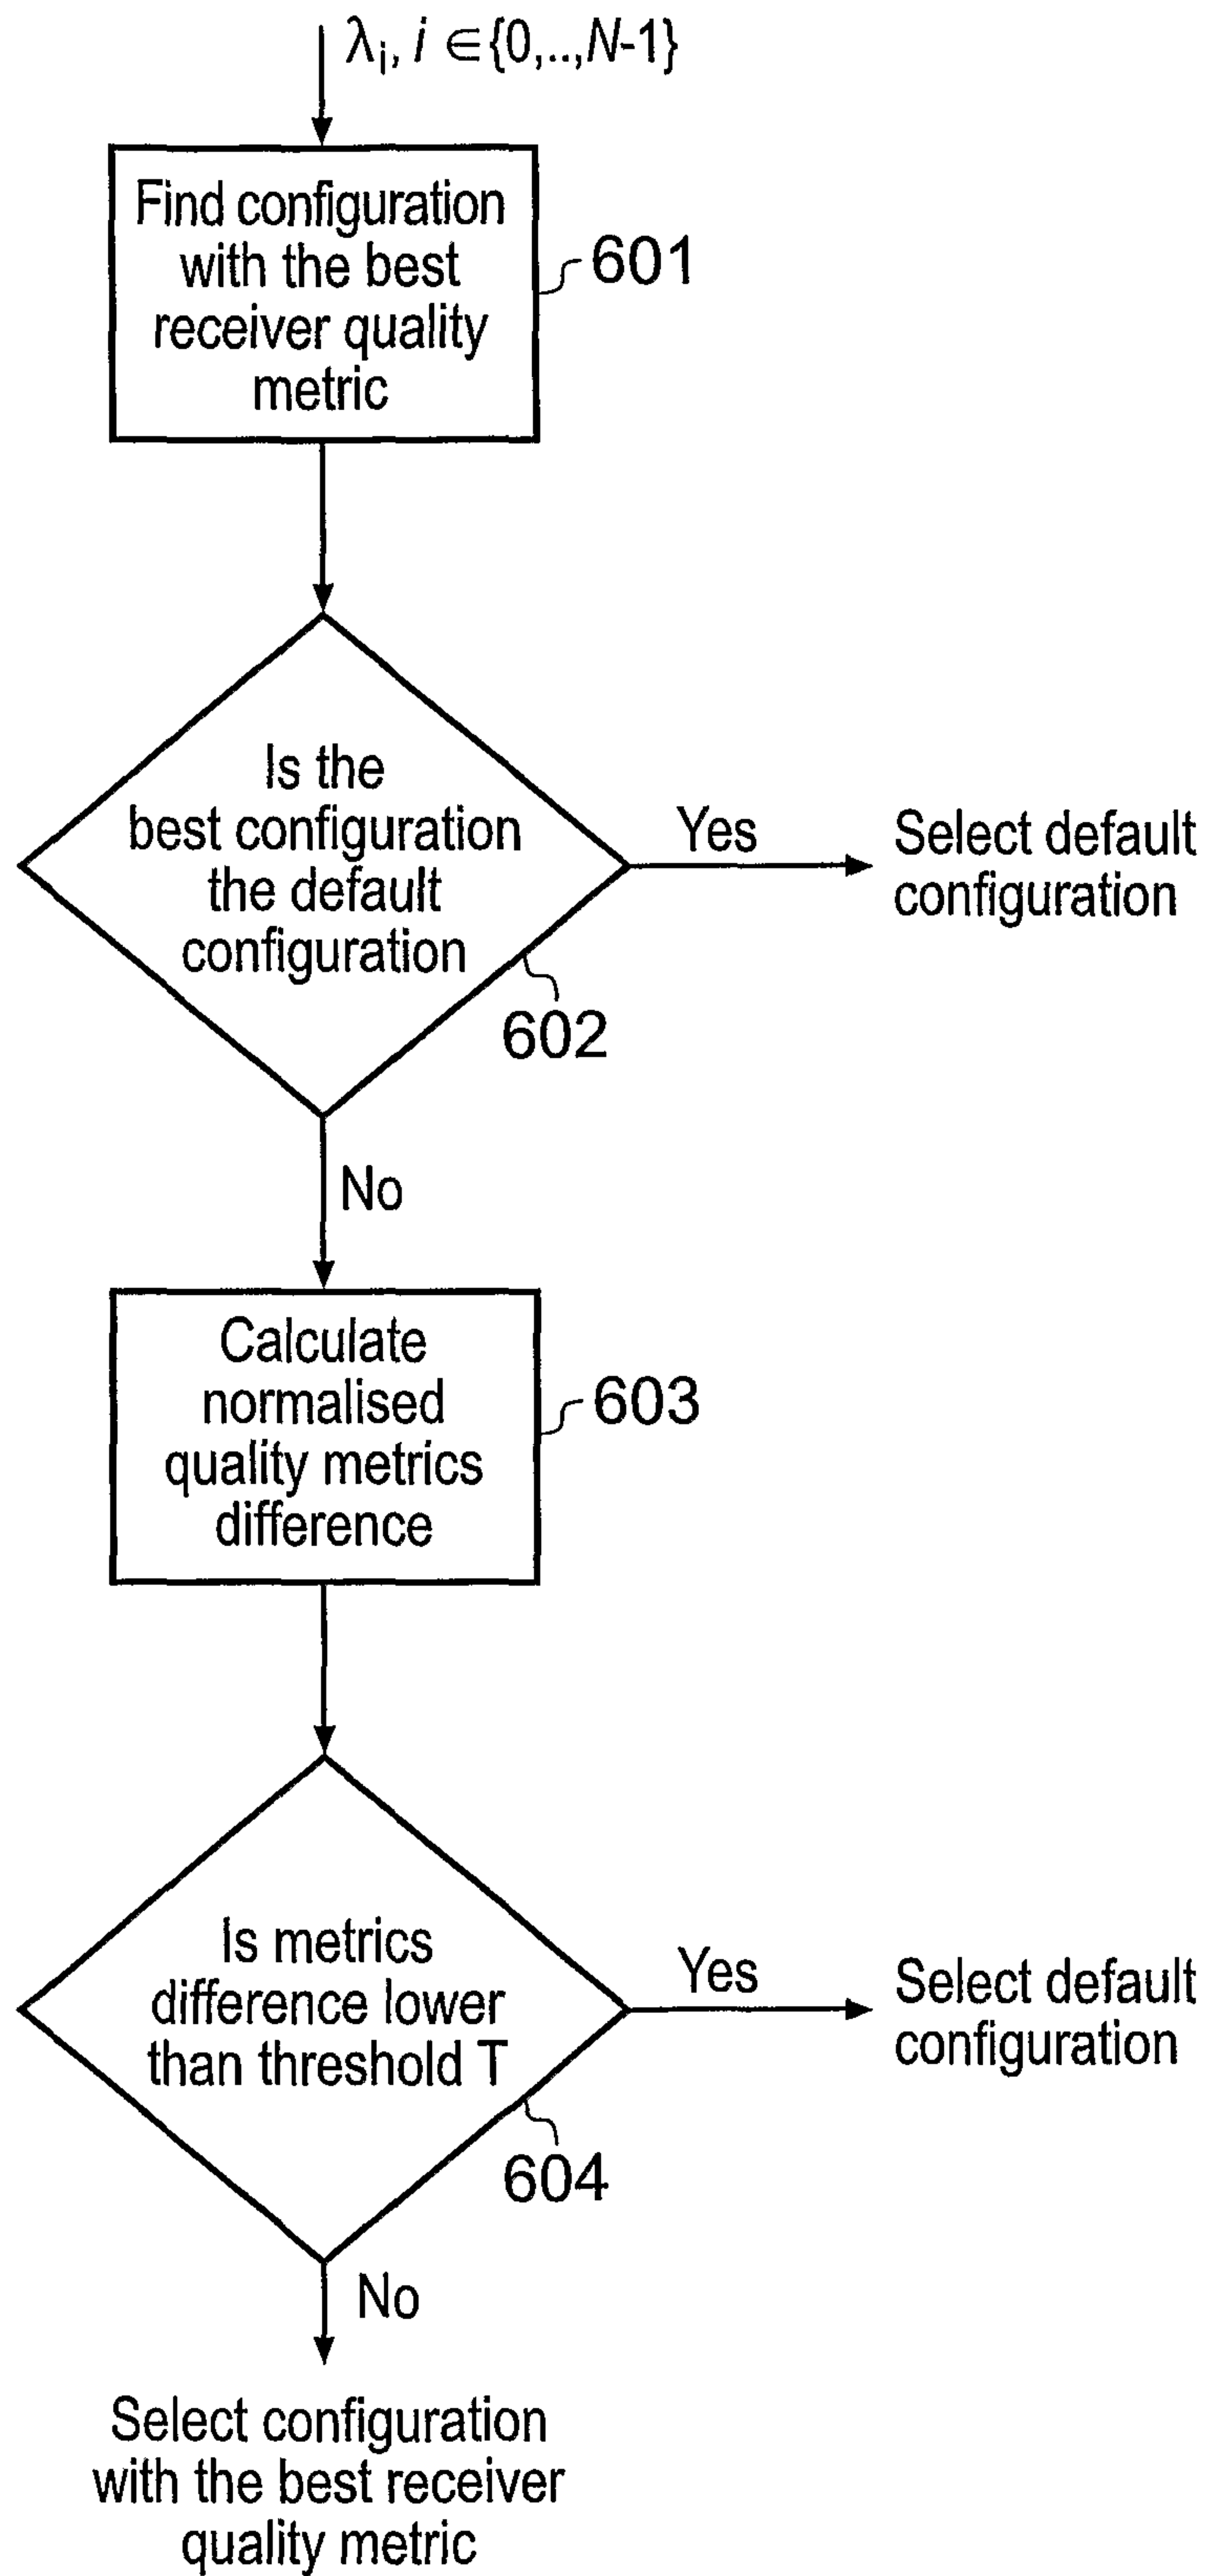 λi, i ∈{0,..,N-1}
Find configuration
with the best
receiver quality
metric
601
Is the
best configuration
the default
configuration
602
Yes
Select default
configuration
No
Calculate
normalised
quality metrics
difference
603
Is metrics
difference lower
than threshold T
604
Yes
Select default
configuration
No
Select configuration
with the best receiver
quality metric